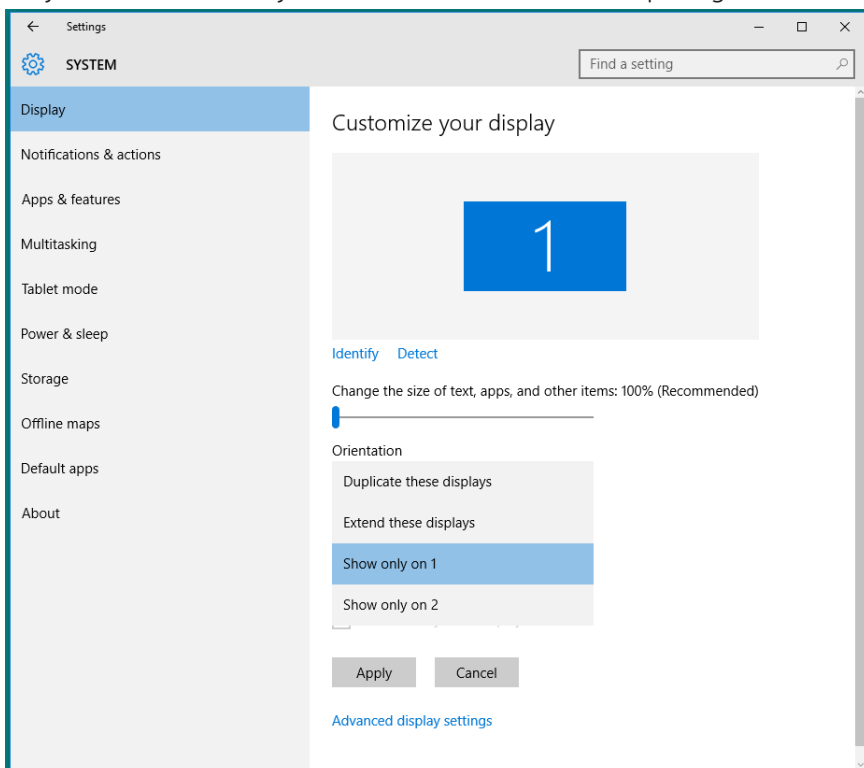 Settings
SYSTEM
Find a setting
Display
Notifications & actions
Apps & features
Multitasking
Tablet mode
Power & sleep
Storage
Offline maps
Default apps
About
Customize your display
1
Identify Detect
Change the size of text, apps, and other items: 100% (Recommended)
Orientation
Duplicate these displays
Extend these displays
Show only on 1
Show only on 2
Apply Cancel
Advanced display settings